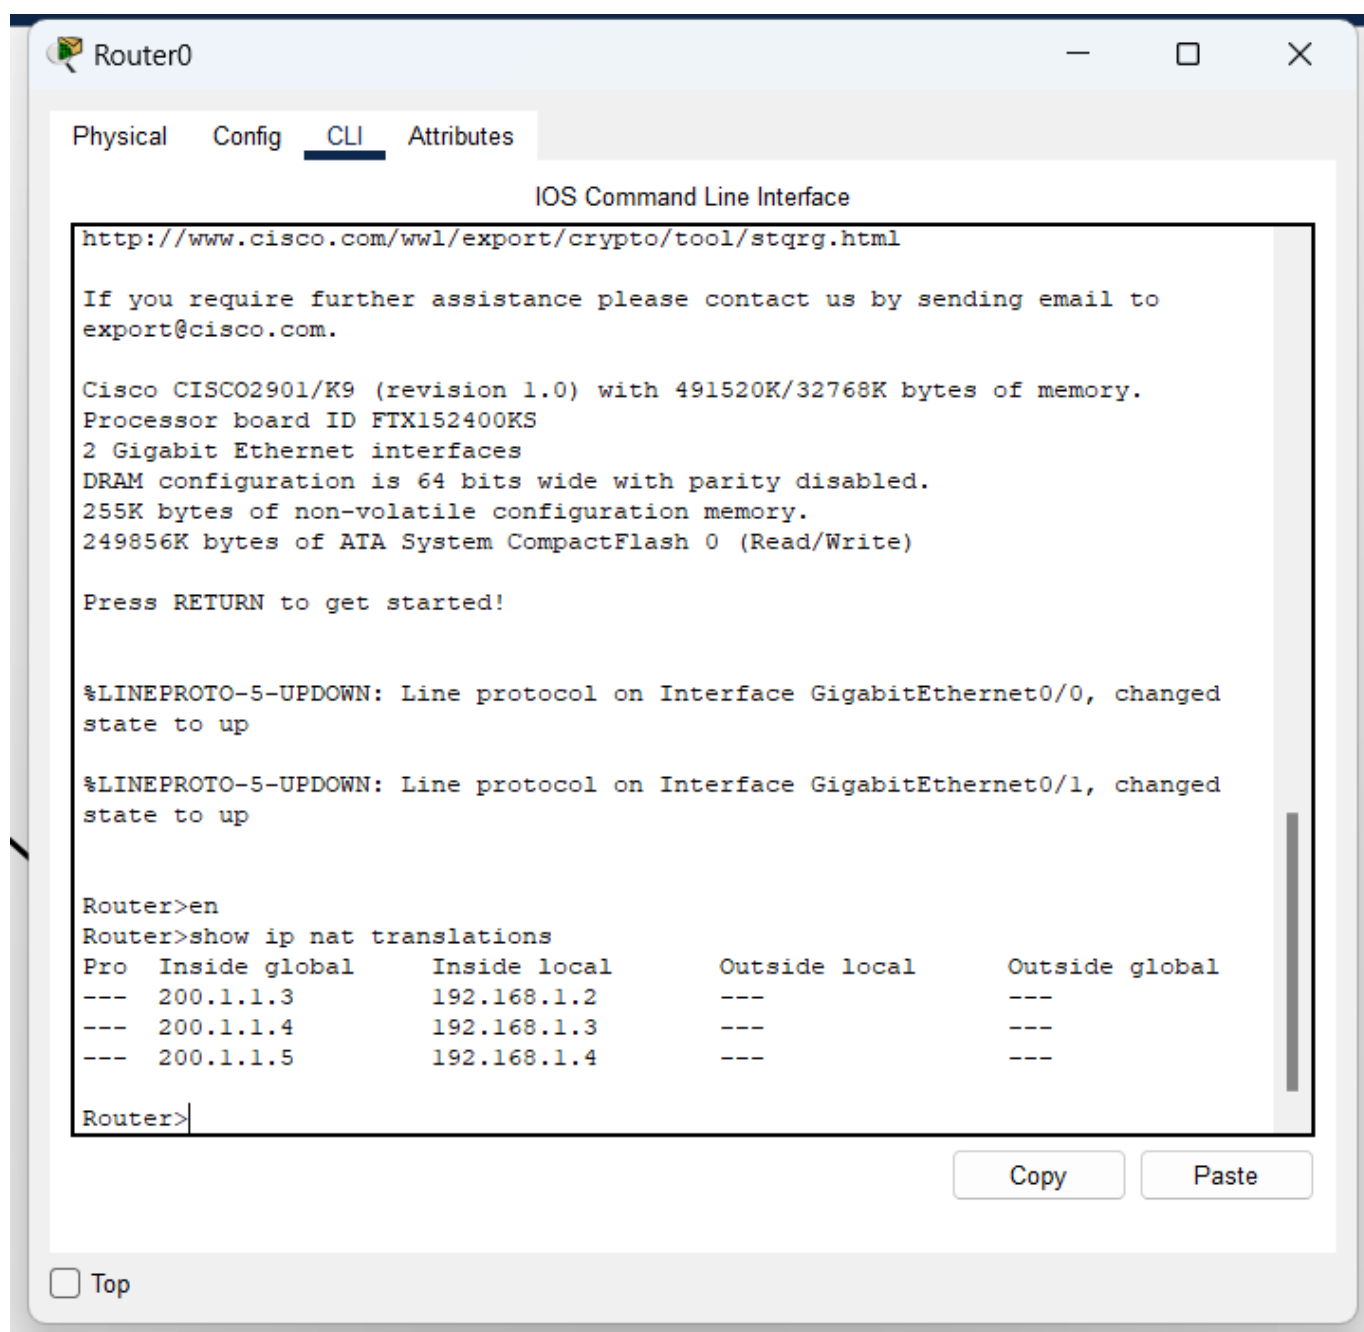 Router0
Physical Config CLI Attributes
IOS Command Line Interface
http://www.cisco.com/wwl/export/crypto/tool/stqrg.html
If you require further assistance please contact us by sending email to
export@cisco.com.
Cisco CISCO2901/K9 (revision 1.0) with 491520K/32768K bytes of memory.
Processor board ID FTX152400KS
2 Gigabit Ethernet interfaces
DRAM configuration is 64 bits wide with parity disabled.
255K bytes of non-volatile configuration memory.
249856K bytes of ATA System CompactFlash 0 (Read/Write)
Press RETURN to get started!
%LINEPROTO-5-UPDOWN: Line protocol on Interface GigabitEthernet0/0, changed
state to up
%LINEPROTO-5-UPDOWN: Line protocol on Interface GigabitEthernet0/1, changed
state to up
Router>en
Router>show ip nat translations
Pro  Inside global     Inside local       Outside local      Outside global
---  200.1.1.3         192.168.1.2        ---                ---
---  200.1.1.4         192.168.1.3        ---                ---
---  200.1.1.5         192.168.1.4        ---                ---
Router>
Copy Paste
Top